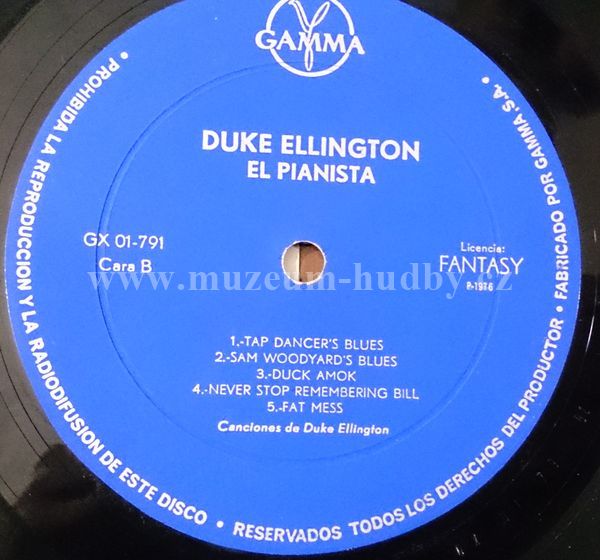 GAMMA
DUKE ELLINGTON
EL PIANISTA
GX 01-791
Cara B
Licencia:
FANTASY
P-1976
www.muzeum-hudby.cz
1.-TAP DANCER'S BLUES
2.-SAM WOODYARD'S BLUES
3.-DUCK AMOK
4.-NEVER STOP REMEMBERING BILL
5.-FAT MESS
Canciones de Duke Ellington
• PROHIBIDA LA REPRODUCCION Y LA RADIODIFUSION DE ESTE DISCO • RESERVADOS TODOS LOS DERECHOS DEL PRODUCTOR • FABRICADO POR GAMMA, S.A. •